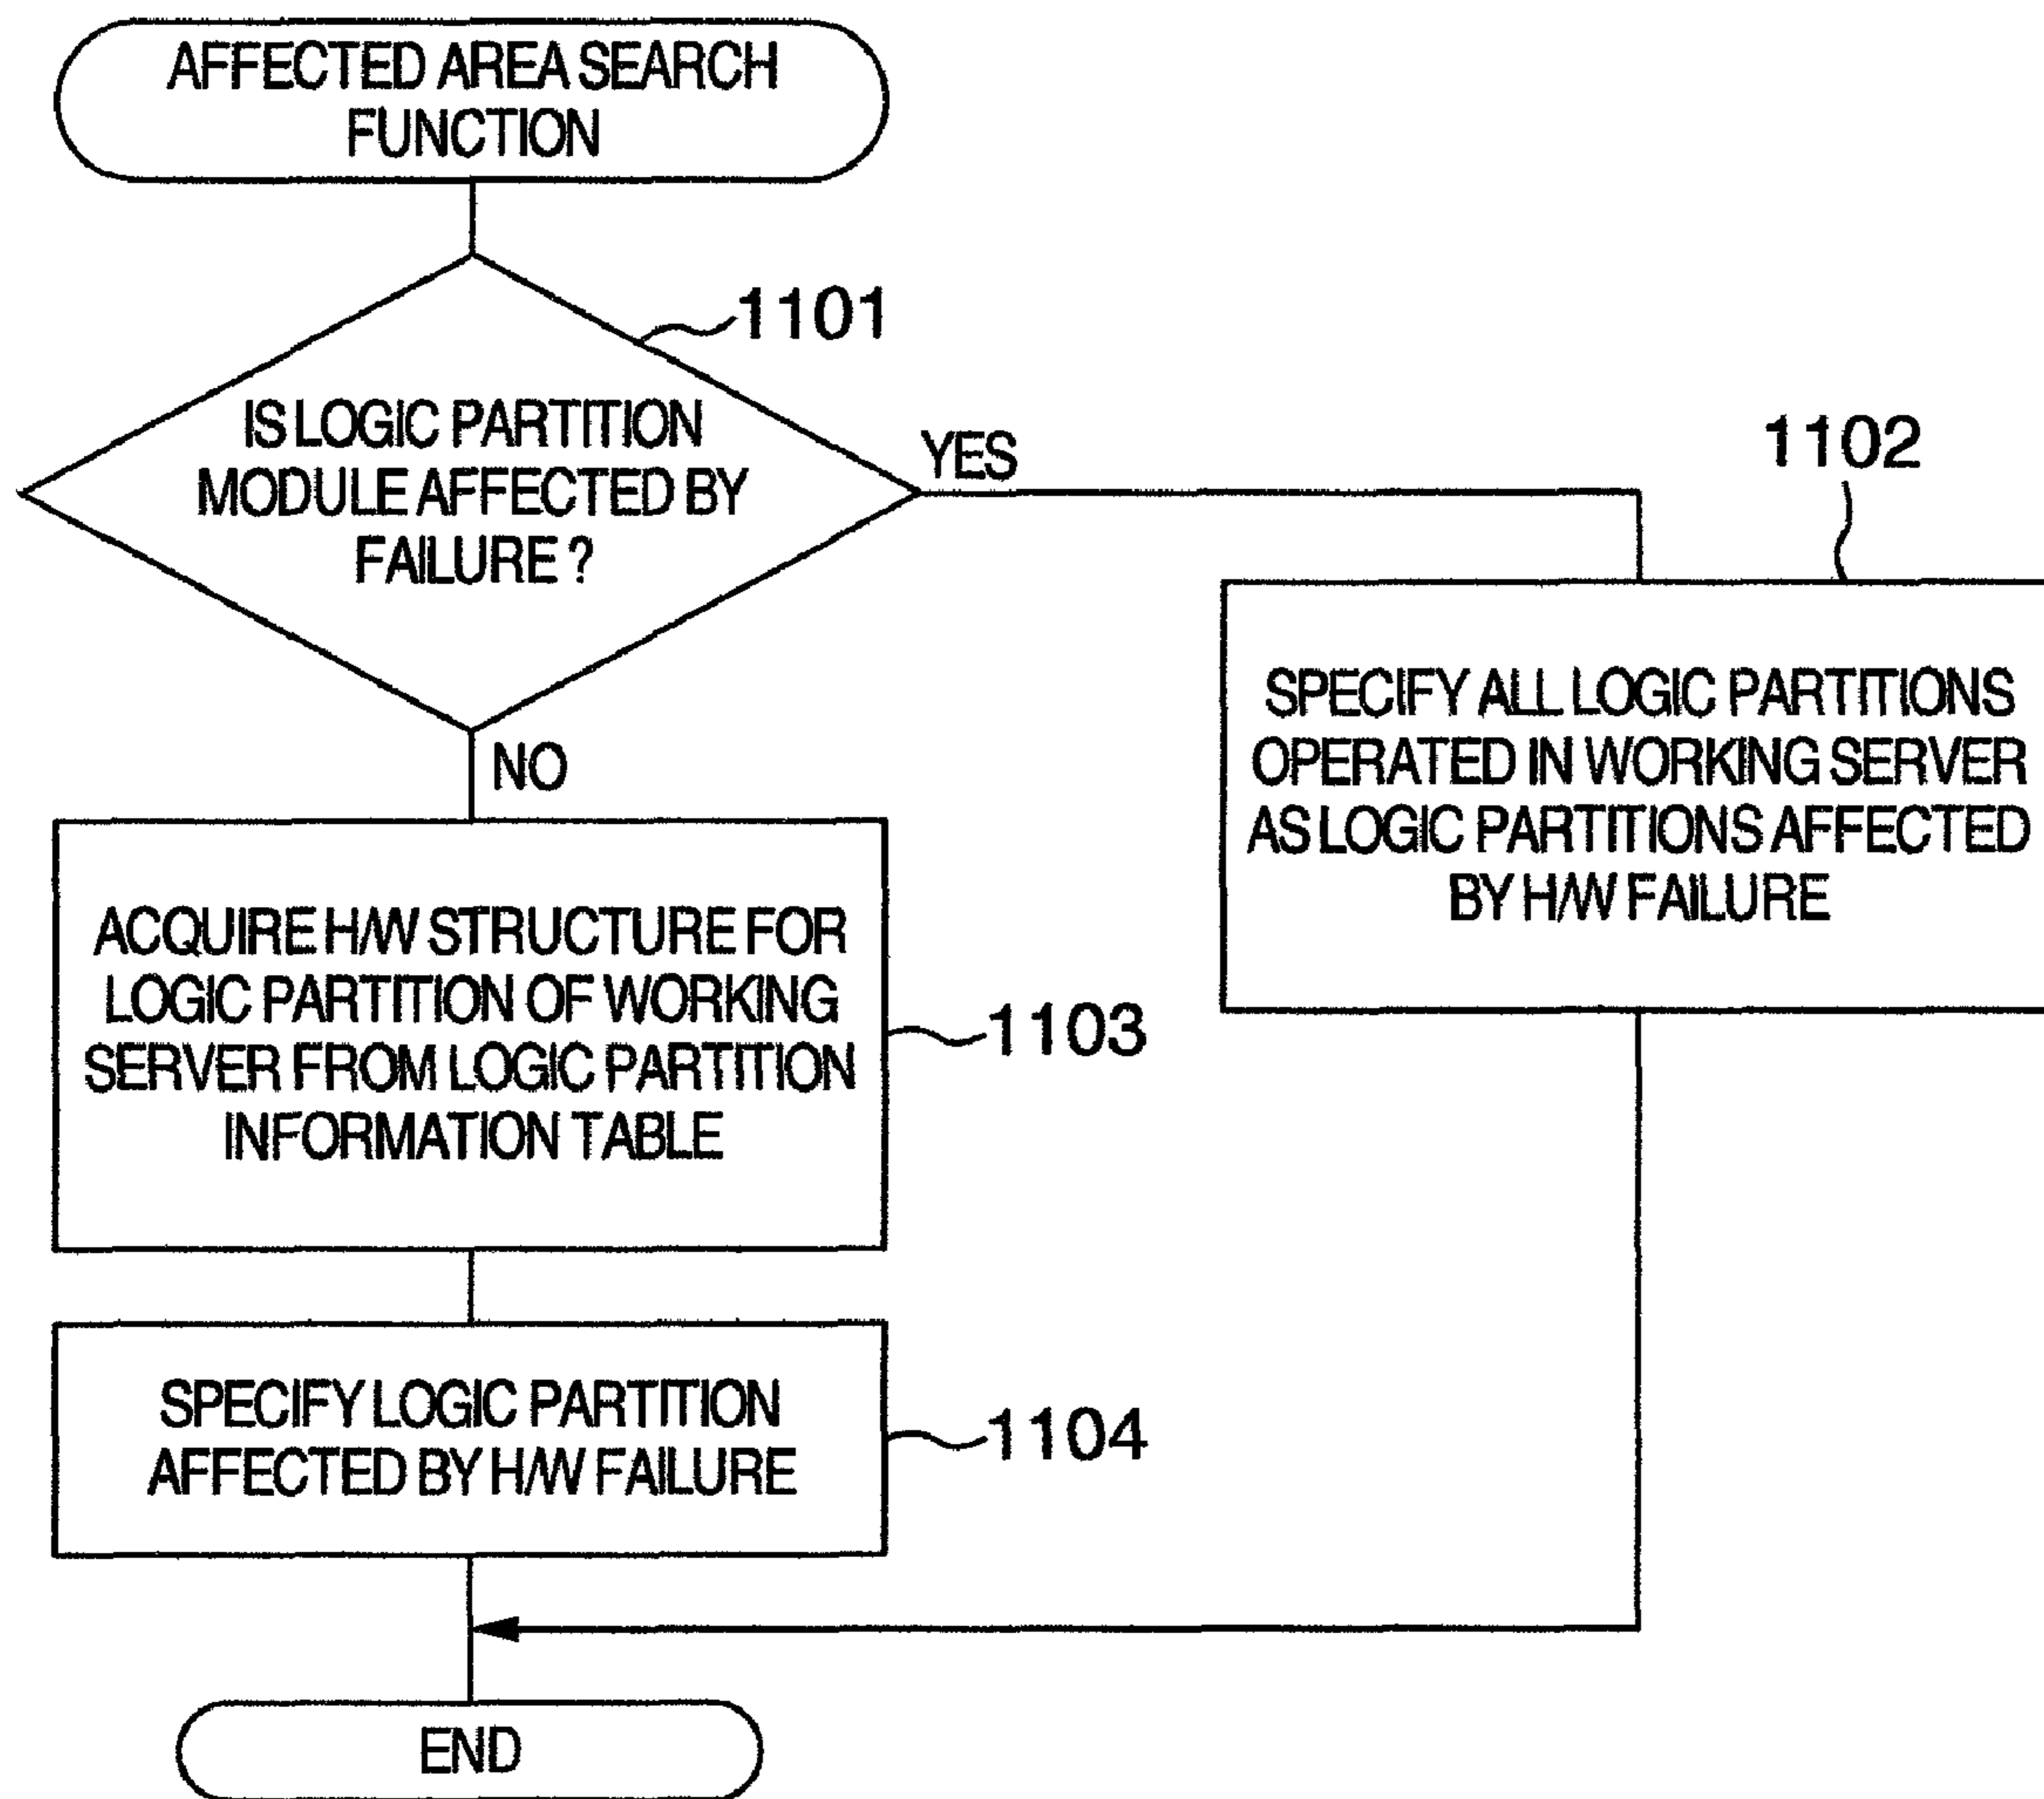 AFFECTED AREA SEARCH
FUNCTION
1101
IS LOGIC PARTITION
MODULE AFFECTED BY
FAILURE ?
YES
1102
SPECIFY ALL LOGIC PARTITIONS
OPERATED IN WORKING SERVER
AS LOGIC PARTITIONS AFFECTED
BY H/W FAILURE
NO
ACQUIRE H/W STRUCTURE FOR
LOGIC PARTITION OF WORKING
SERVER FROM LOGIC PARTITION
INFORMATION TABLE
1103
SPECIFY LOGIC PARTITION
AFFECTED BY H/W FAILURE
1104
END